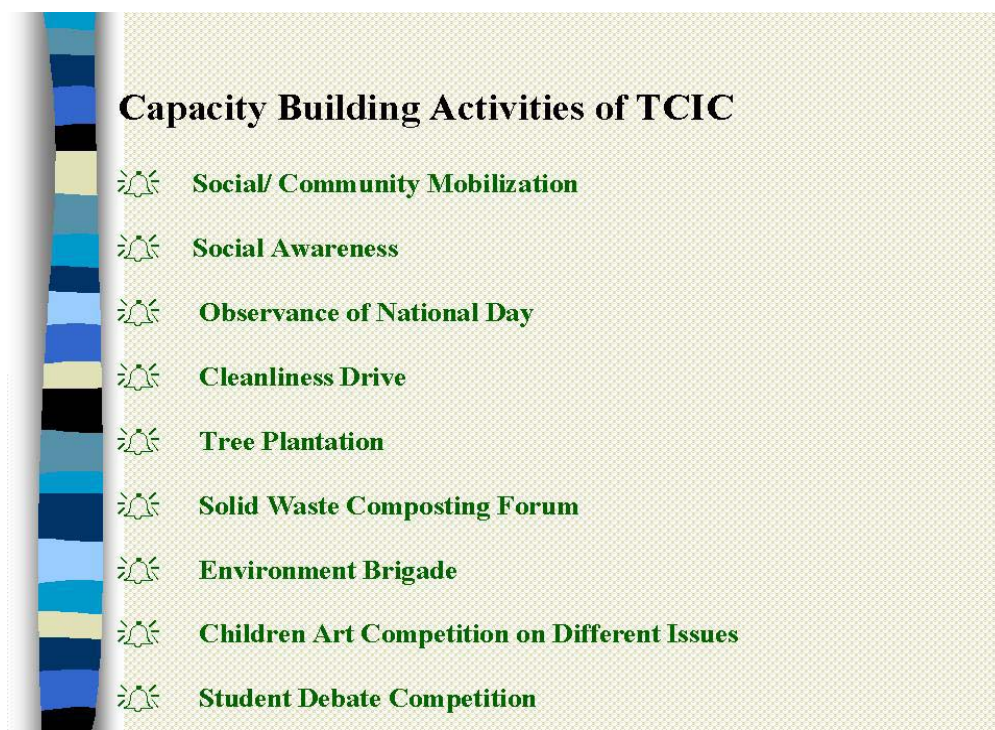 Capacity Building Activities of TCIC
Social/ Community Mobilization
Social Awareness
Observance of National Day
Cleanliness Drive
Tree Plantation
Solid Waste Composting Forum
Environment Brigade
Children Art Competition on Different Issues
Student Debate Competition